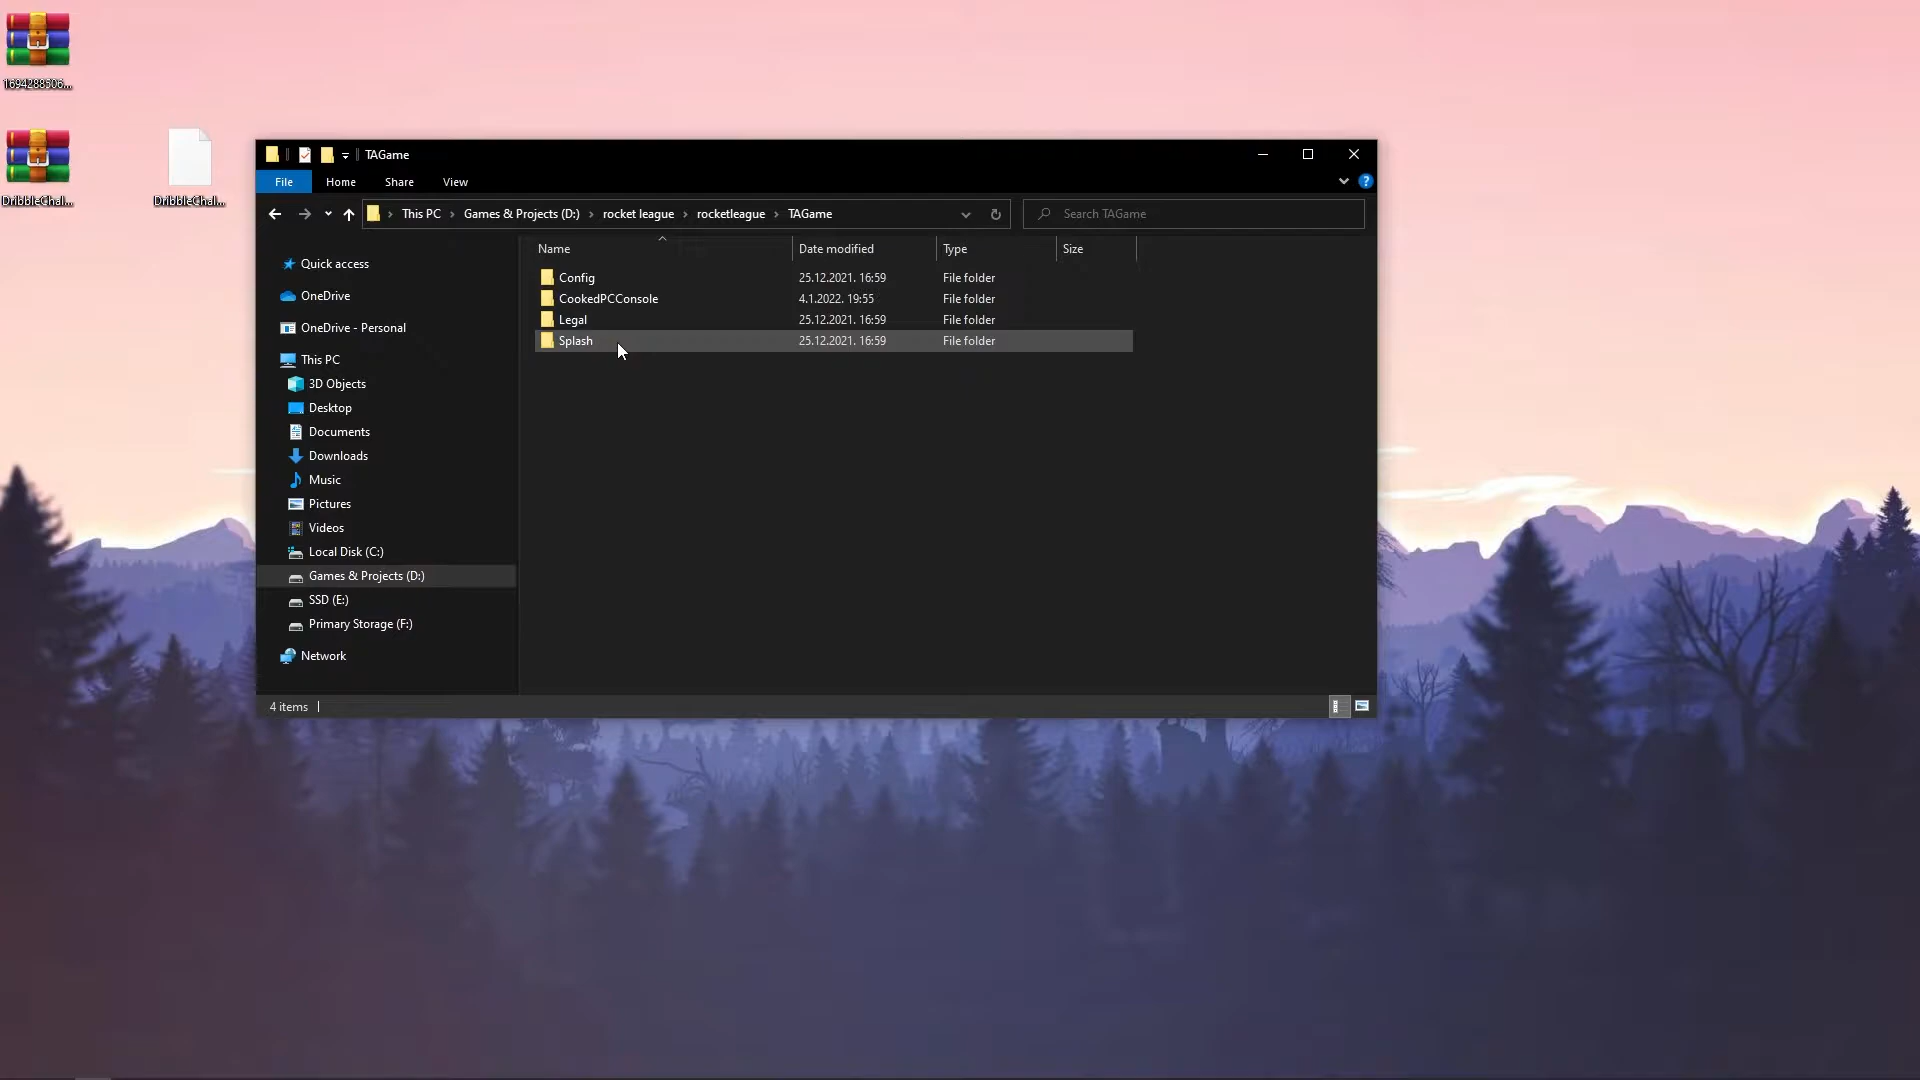 1694288506...
DribbleChal...
DribbleChal...
TAGame
File Home Share View
This PC Games & Projects (D:) rocket league rocketleague TAGame
Search TAGame
Name Date modified Type Size
Config 25.12.2021. 16:59 File folder
CookedPCConsole 4.1.2022. 19:55 File folder
Legal 25.12.2021. 16:59 File folder
Splash 25.12.2021. 16:59 File folder
Quick access
OneDrive
OneDrive - Personal
This PC
3D Objects
Desktop
Documents
Downloads
Music
Pictures
Videos
Local Disk (C:)
Games & Projects (D:)
SSD (E:)
Primary Storage (F:)
Network
4 items